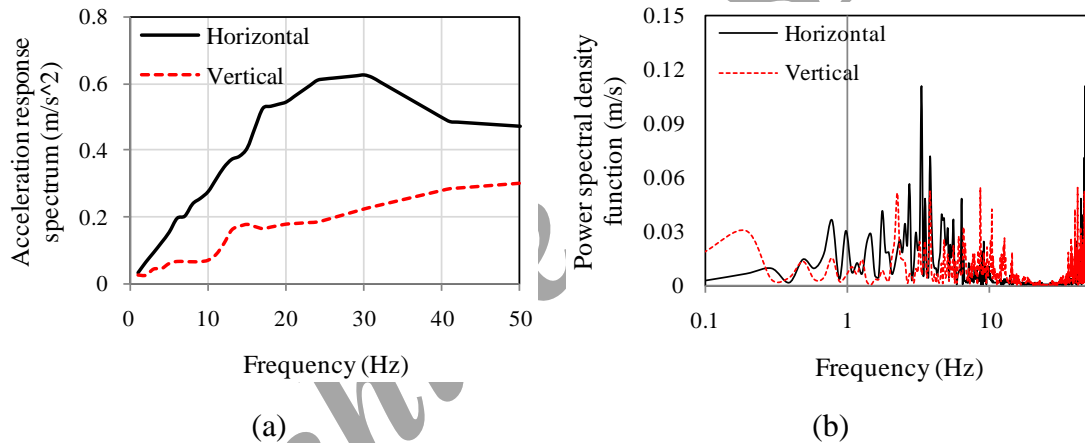 (a)
(b)
Acceleration response
spectrum (m/s^2)
0.8
0.6
0.4
0.2
0
Horizontal
Vertical
0 10 20 30 40 50
Frequency (Hz)
Power spectral density
function (m/s)
0.15
0.12
0.09
0.06
0.03
0
Horizontal
Vertical
0.1 1 10
Frequency (Hz)
(a)
(b)